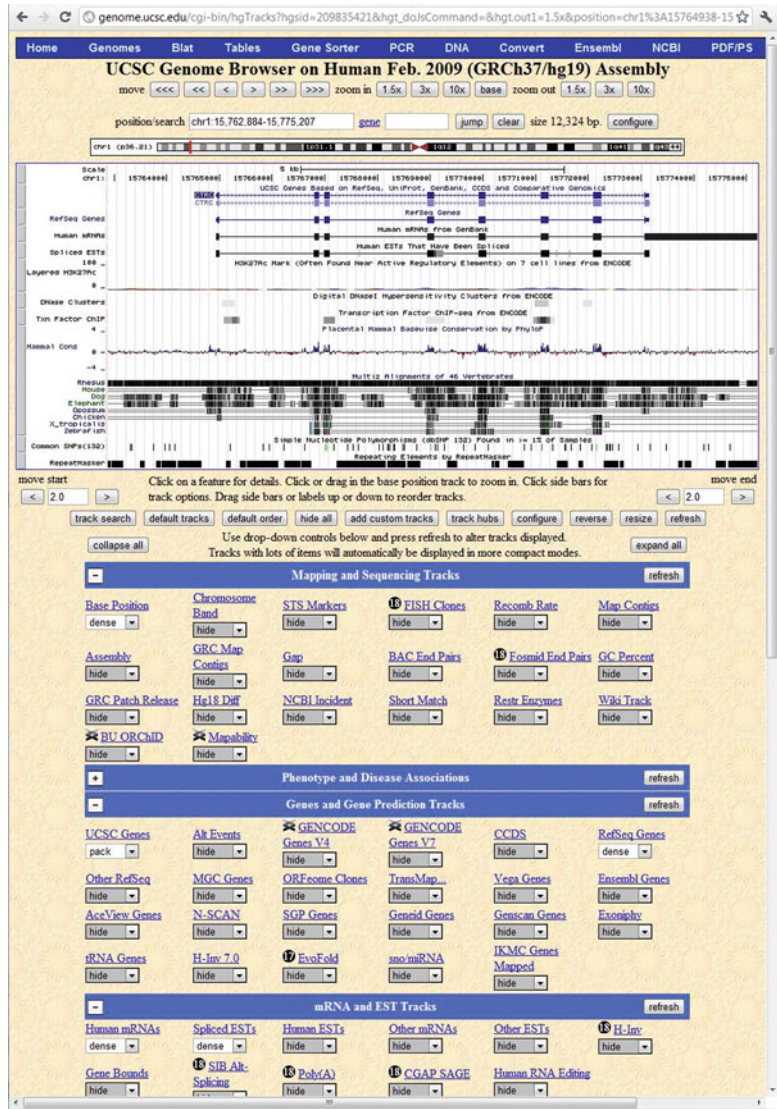 genome.ucsc.edu/cgi-bin/hgTracks?hgsid=209835421&hgt_doJsCommand=&hgt.out1=1.5x&position=chr1%3A15764938-15
Home Genomes Blat Tables Gene Sorter PCR DNA Convert Ensembl NCBI PDF/PS
UCSC Genome Browser on Human Feb. 2009 (GRCh37/hg19) Assembly
move <<< << < > >> >>> zoom in 1.5x 3x 10x base zoom out 1.5x 3x 10x
position/search chr1:15,762,884-15,775,207 gene jump clear size 12,324 bp. configure
chr1 (p36.21) 1p31.1 1q12 1q41 1q44
Scale 5 kb
chr1: 15764000 15765000 15766000 15767000 15768000 15769000 15770000 15771000 15772000 15773000 15774000 15775000
UCSC Genes Based on RefSeq, UniProt, GenBank, CCDS and Comparative Genomics
CTRC
CTRC
RefSeq Genes
RefSeq Genes
Human mRNAs from GenBank
Human mRNAs
Human ESTs That Have Been Spliced
Spliced ESTs
100 _ H3K27Ac Mark (Often Found Near Active Regulatory Elements) on 7 cell lines from ENCODE
Layered H3K27Ac
0 _
Digital DNaseI Hypersensitivity Clusters from ENCODE
DNase Clusters
Transcription Factor ChIP-seq from ENCODE
Txn Factor ChIP
4 _ Placental Mammal Basewise Conservation by PhyloP
Mammal Cons 0 -
-4 _
Multiz Alignments of 46 Vertebrates
Rhesus
Mouse
Dog
Elephant
Opossum
Chicken
X_tropicalis
Zebrafish
Simple Nucleotide Polymorphisms (dbSNP 132) Found in >= 1% of Samples
Common SNPs(132)
Repeating Elements by RepeatMasker
RepeatMasker
move start Click on a feature for details. Click or drag in the base position track to zoom in. Click side bars for move end
< 2.0 > track options. Drag side bars or labels up or down to reorder tracks. < 2.0 >
track search default tracks default order hide all add custom tracks track hubs configure reverse resize refresh
collapse all Use drop-down controls below and press refresh to alter tracks displayed. expand all
Tracks with lots of items will automatically be displayed in more compact modes.
- Mapping and Sequencing Tracks refresh
Base Position Chromosome Band STS Markers 18 FISH Clones Recomb Rate Map Contigs
dense hide hide hide hide hide
Assembly GRC Map Contigs Gap BAC End Pairs 18 Fosmid End Pairs GC Percent
hide hide hide hide hide hide
GRC Patch Release Hg18 Diff NCBI Incident Short Match Restr Enzymes Wiki Track
hide hide hide hide hide hide
BU ORChID Mapability
hide hide
+ Phenotype and Disease Associations refresh
- Genes and Gene Prediction Tracks refresh
UCSC Genes Alt Events GENCODE Genes V4 GENCODE Genes V7 CCDS RefSeq Genes
pack hide hide hide hide dense
Other RefSeq MGC Genes ORFeome Clones TransMap... Vega Genes Ensembl Genes
hide hide hide hide hide hide
AceView Genes N-SCAN SGP Genes Geneid Genes Genscan Genes Exoniphy
hide hide hide hide hide hide
tRNA Genes H-Inv 7.0 17 EvoFold sno/miRNA IKMC Genes Mapped
hide hide hide hide hide
- mRNA and EST Tracks refresh
Human mRNAs Spliced ESTs Human ESTs Other mRNAs Other ESTs 18 H-Inv
dense dense hide hide hide hide
Gene Bounds 18 SIB Alt-Splicing 18 Poly(A) 18 CGAP SAGE Human RNA Editing
hide hide hide hide hide